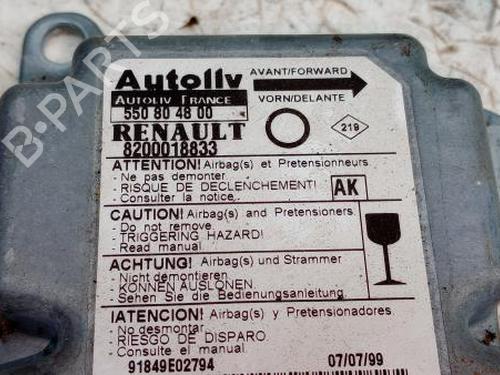 Autoliv
AVANT/FORWARD
AUTOLIV FRANCE
VORN/DELANTE
550 80 48 00
RENAULT
8200018833
219
ATTENTION! Airbag(s) et Pretensionneurs
- Ne pas demonter.
- RISQUE DE DECLENCHEMENT!
- Consulter la notice.
AK
CAUTION! Airbag(s) and Pretensioners
- Do not remove.
- TRIGGERING HAZARD!
- Read manual.
ACHTUNG! Airbag(s) und Strammer
- Nicht demontieren.
- KONNEN AUSLONEN.
- Sehen Sie die Bedienungsanleitung.
IATENCION! Airbag(s) y Pretensionadores.
- No desmontar.
- RIESGO DE DISPARO.
- Consulte el manual.
91849E02794
07/07/99
B-PARTS